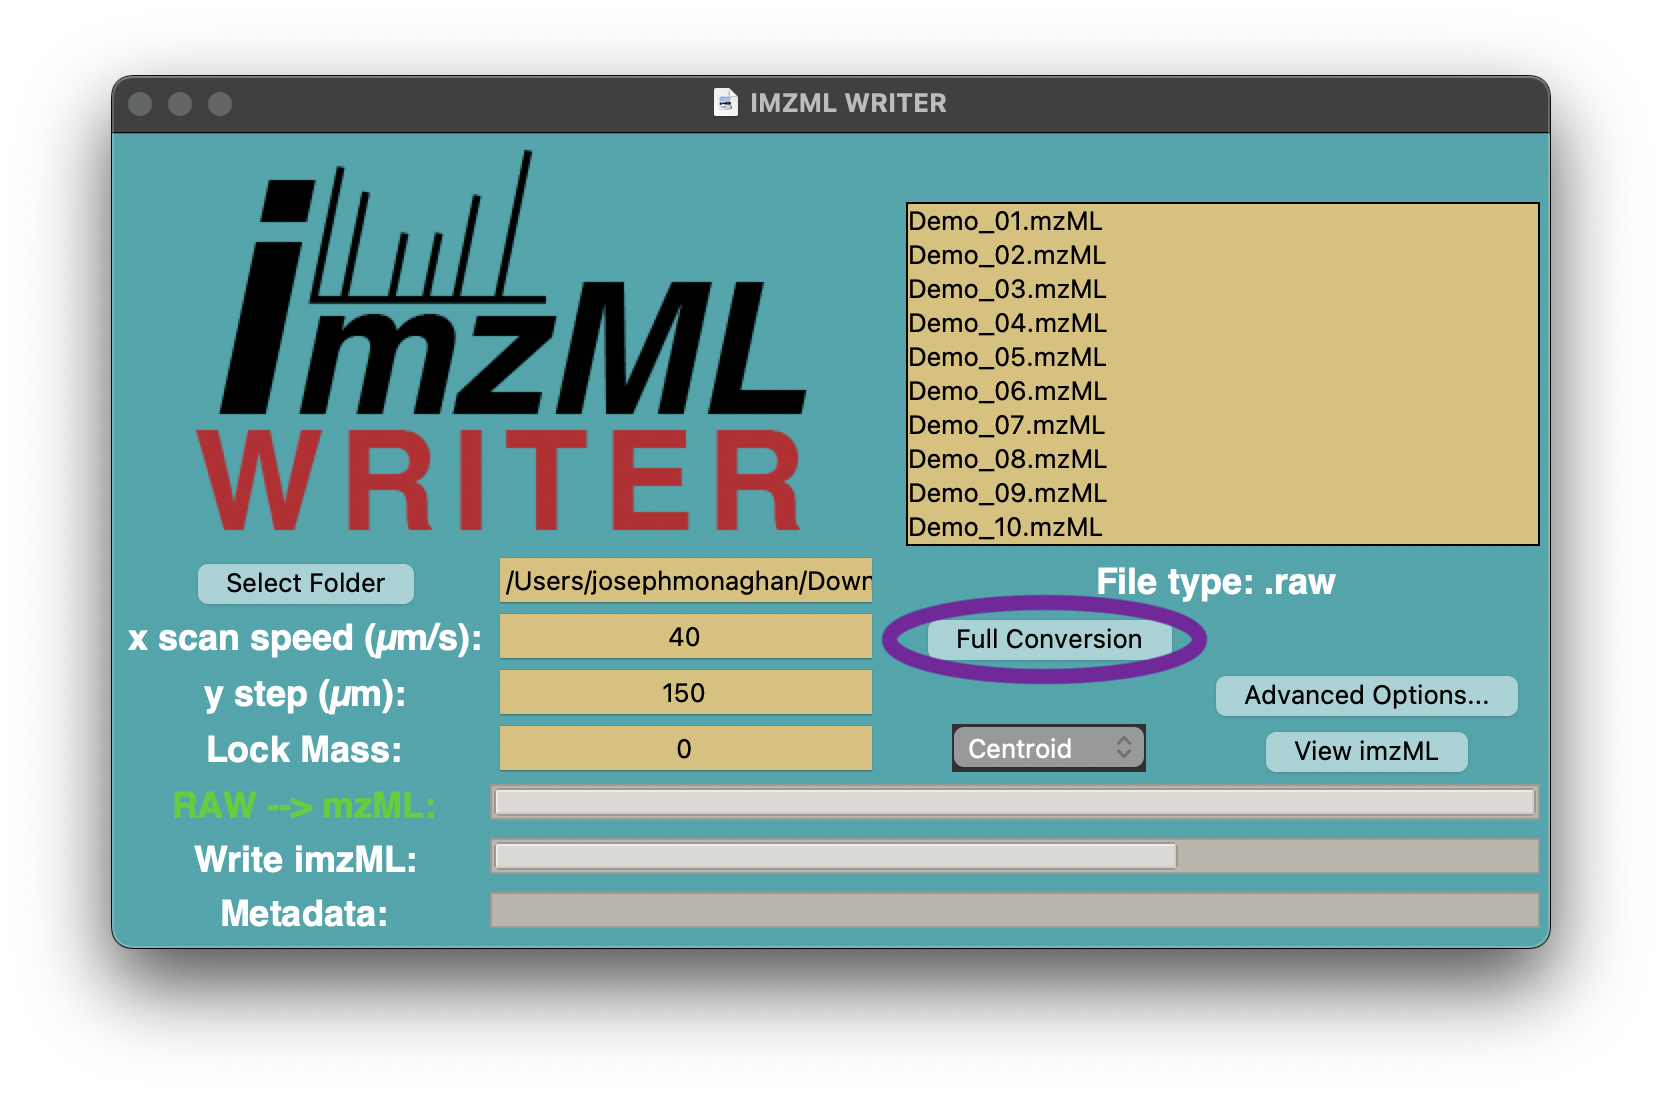 IMZML WRITER
imzML
WRITER
Demo_01.mzML
Demo_02.mzML
Demo_03.mzML
Demo_04.mzML
Demo_05.mzML
Demo_06.mzML
Demo_07.mzML
Demo_08.mzML
Demo_09.mzML
Demo_10.mzML
Select Folder /Users/josephmonaghan/Down File type: .raw
x scan speed (µm/s): 40 Full Conversion
y step (µm): 150 Advanced Options...
Lock Mass: 0 Centroid View imzML
RAW --> mzML:
Write imzML:
Metadata: